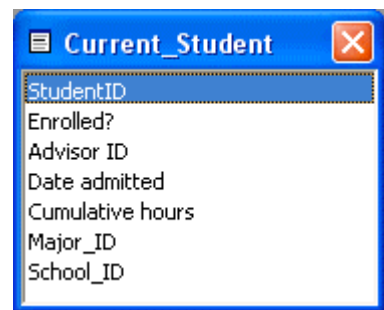 Current_Student
StudentID
Enrolled?
Advisor ID
Date admitted
Cumulative hours
Major_ID
School_ID